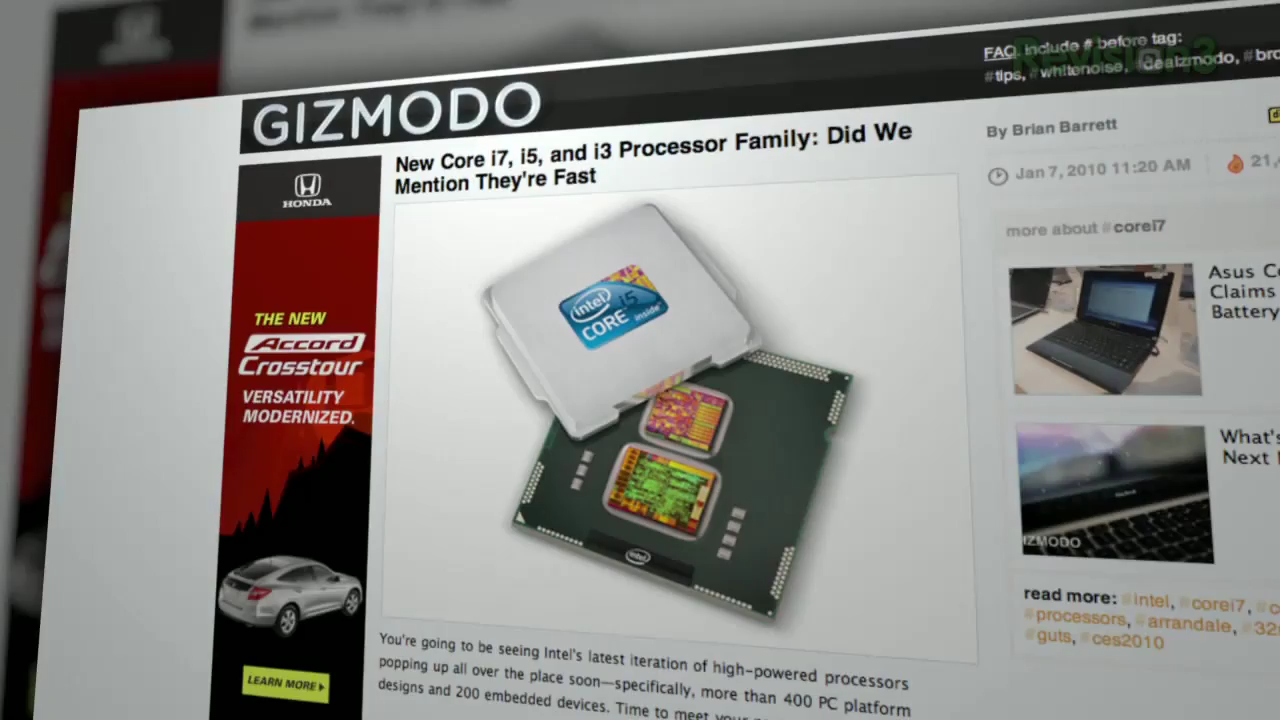 GIZMODO
FAQ. Include # before tag:
#tips, #whitenoise,
Revision3
HONDA
THE NEW
Accord
Crosstour
VERSATILITY
MODERNIZED.
LEARN MORE
New Core i7, i5, and i3 Processor Family: Did We
Mention They're Fast
intel
CORE i5
inside
intel
You're going to be seeing Intel's latest iteration of high-powered processors
popping up all over the place soon—specifically, more than 400 PC platform
designs and 200 embedded devices. Time to meet your
By Brian Barrett
Jan 7, 2010 11:20 AM
more about #corei7
Asus
Claims
Battery
What's
Next
IZMODO
read more: #intel, #corei7,
#processors, #arrandale,
#guts, #ces2010